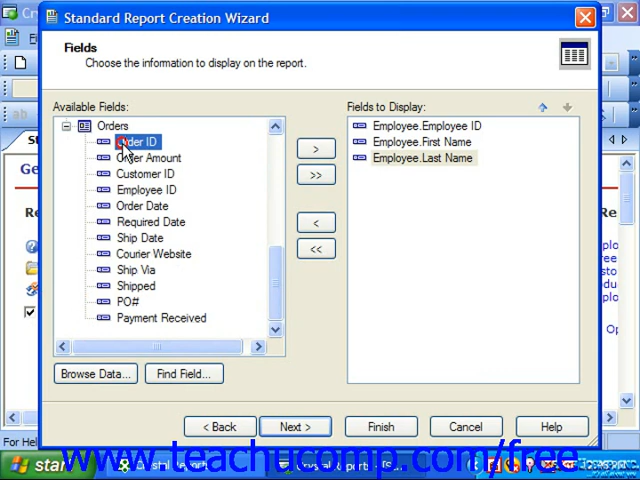 Standard Report Creation Wizard
Fields
Choose the information to display on the report.
Available Fields:
Fields to Display:
Orders
Order ID
Order Amount
Customer ID
Employee ID
Order Date
Required Date
Ship Date
Courier Website
Ship Via
Shipped
PO#
Payment Received
Employee.Employee ID
Employee.First Name
Employee.Last Name
>
>>
<
<<
Browse Data...
Find Field...
< Back
Next >
Finish
Cancel
Help
For Hel
www.teachucomp.com/free
start